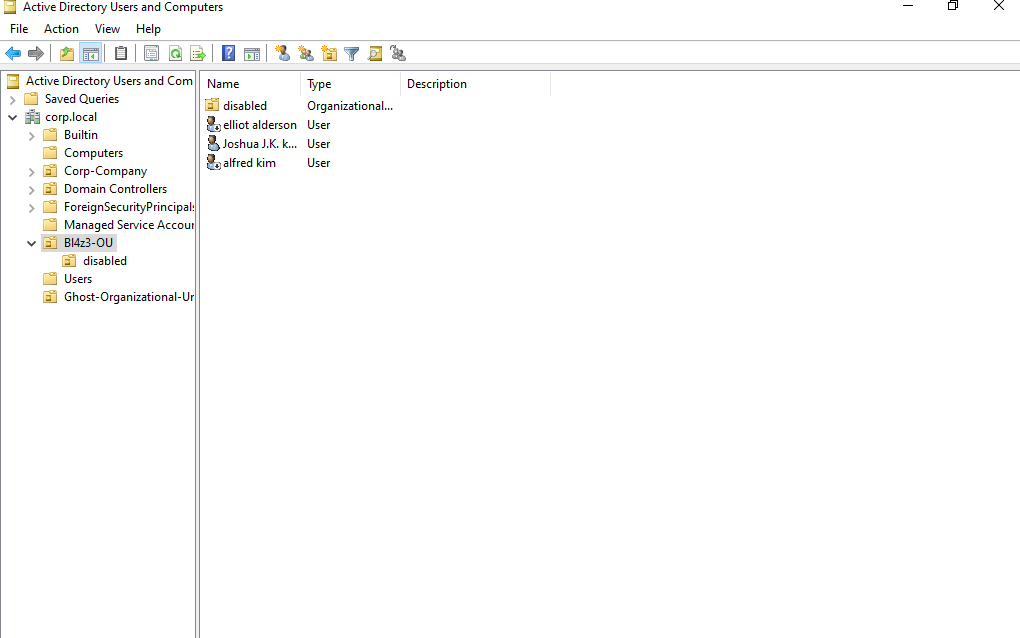 Active Directory Users and Computers
File Action View Help
Active Directory Users and Com
Saved Queries
corp.local
Builtin
Computers
Corp-Company
Domain Controllers
ForeignSecurityPrincipals
Managed Service Accour
Bl4z3-OU
disabled
Users
Ghost-Organizational-Ur
Name Type Description
disabled Organizational...
elliot alderson User
Joshua J.K. k... User
alfred kim User